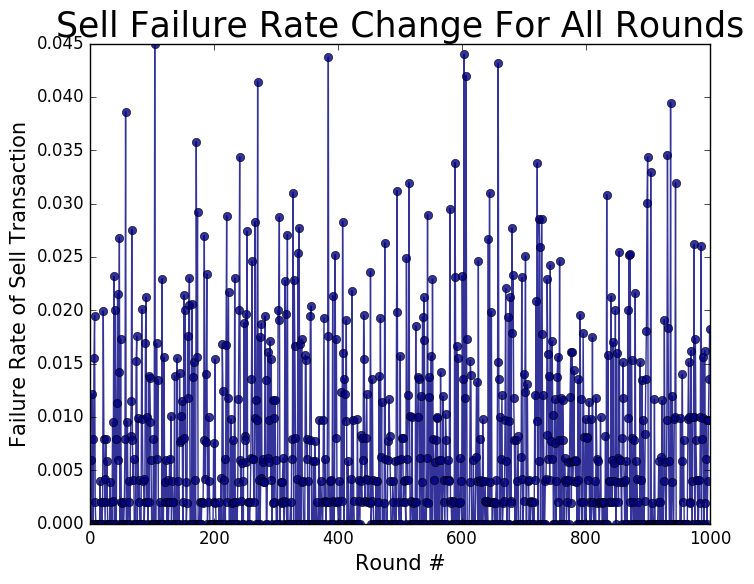 Sell Failure Rate Change For All Rounds
0.045
0.040
0.035
0.030
0.025
0.020
0.015
0.010
0.005
0.000
Failure Rate of Sell Transaction
0 200 400 600 800 1000
Round #